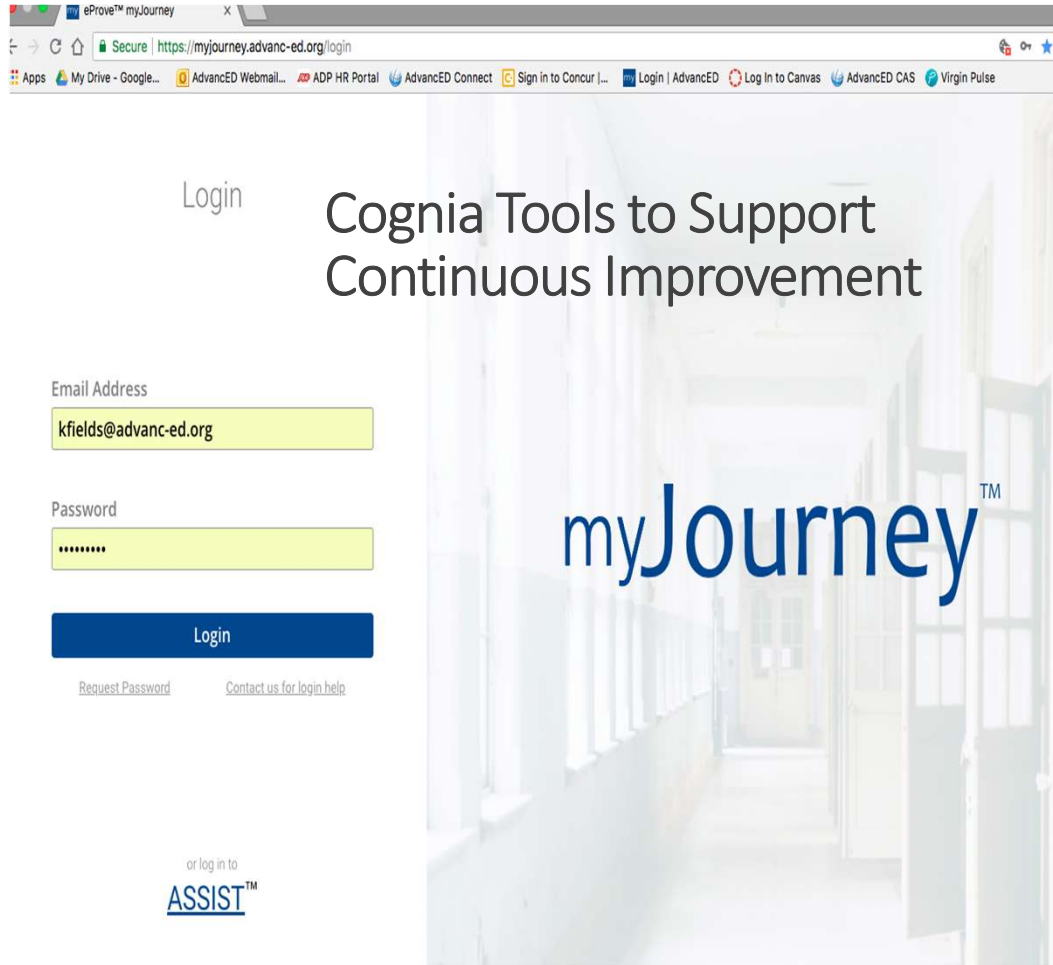 my eProve™ myJourney X
Secure | https://myjourney.advanc-ed.org/login
Apps My Drive - Google... AdvancED Webmail... ADP HR Portal AdvancED Connect Sign in to Concur |... my Login | AdvancED Log In to Canvas AdvancED CAS Virgin Pulse
Login
Cognia Tools to Support
Continuous Improvement
Email Address
kfields@advanc-ed.org
Password
•••••••••
myJourney™
Login
Request Password Contact us for login help
or log in to
ASSIST™